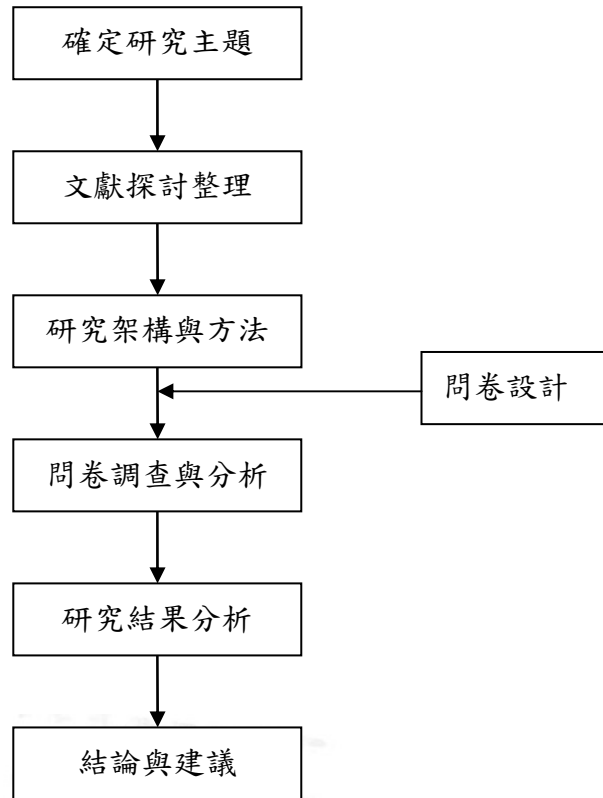 確定研究主題
文獻探討整理
研究架構與方法
問卷設計
問卷調查與分析
研究結果分析
結論與建議